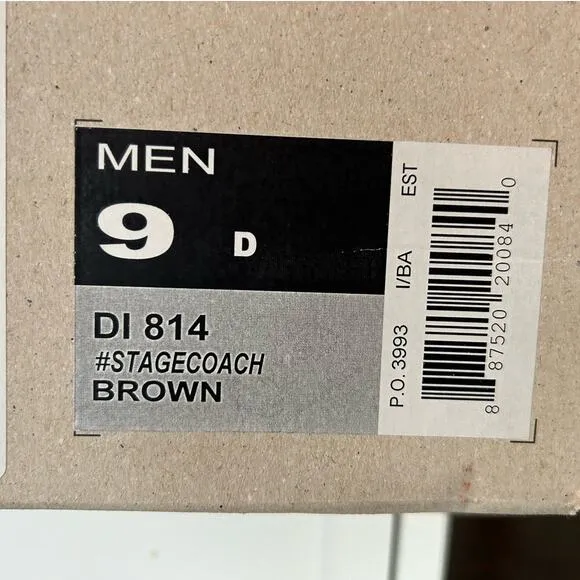 MEN
9 D
DI 814
#STAGECOACH
BROWN
P.O. 3993 I/BA EST
8 87520 20084 0